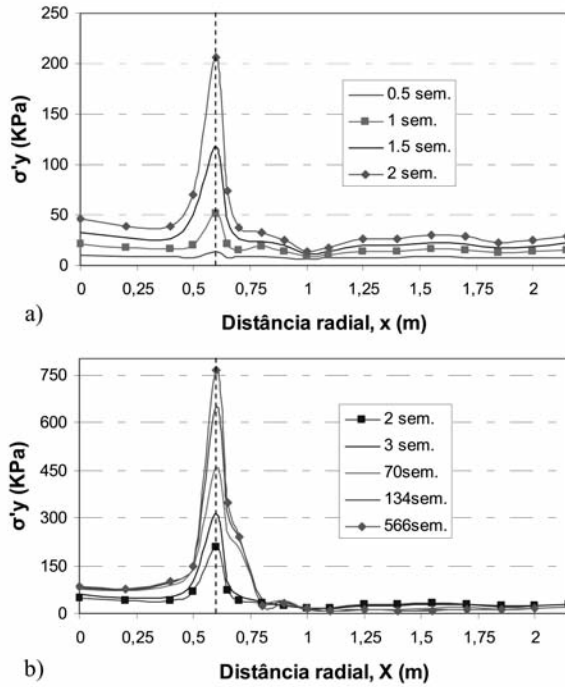 250
200
150
100
50
0
σ'y (KPa)
0.5 sem.
1 sem.
1.5 sem.
2 sem.
0 0,25 0,5 0,75 1 1,25 1,5 1,75 2
a)
Distância radial, x (m)
750
600
450
300
150
0
σ'y (KPa)
2 sem.
3 sem.
70sem.
134sem.
566sem.
0 0,25 0,5 0,75 1 1,25 1,5 1,75 2
b)
Distância radial, X (m)